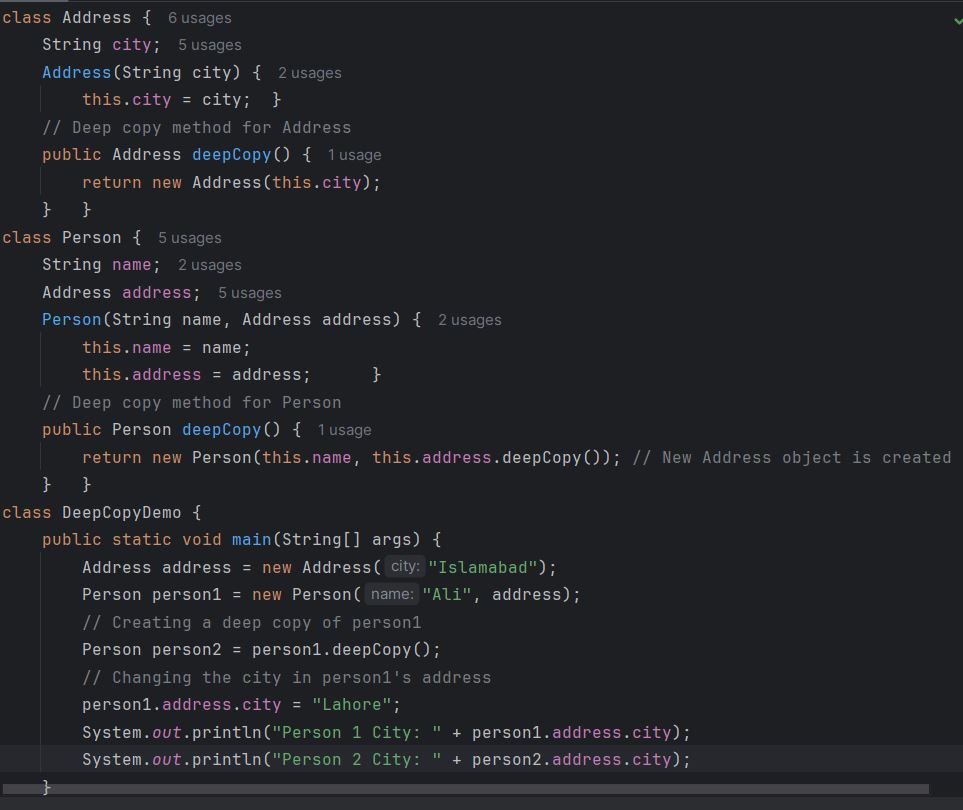 class Address {  6 usages
    String city;  5 usages
    Address(String city) {  2 usages
        this.city = city;  }
    // Deep copy method for Address
    public Address deepCopy() {  1 usage
        return new Address(this.city);
    }   }
class Person {  5 usages
    String name;  2 usages
    Address address;  5 usages
    Person(String name, Address address) {  2 usages
        this.name = name;
        this.address = address;      }
    // Deep copy method for Person
    public Person deepCopy() {  1 usage
        return new Person(this.name, this.address.deepCopy()); // New Address object is created
    }   }
class DeepCopyDemo {
    public static void main(String[] args) {
        Address address = new Address( city: "Islamabad");
        Person person1 = new Person( name: "Ali", address);
        // Creating a deep copy of person1
        Person person2 = person1.deepCopy();
        // Changing the city in person1's address
        person1.address.city = "Lahore";
        System.out.println("Person 1 City: " + person1.address.city);
        System.out.println("Person 2 City: " + person2.address.city);
    }